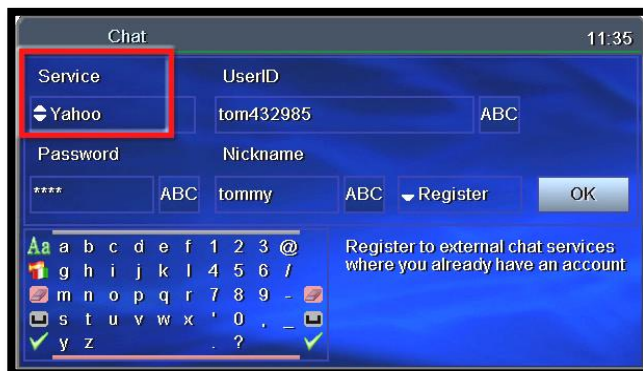 Chat 11:35
Service UserID
Yahoo tom432985 ABC
Password Nickname
**** ABC tommy ABC Register OK
Aa a b c d e f 1 2 3 @
g h i j k l 4 5 6 /
m n o p q r 7 8 9 -
s t u v w x ' 0 . _
y z . ?
Register to external chat services
where you already have an account